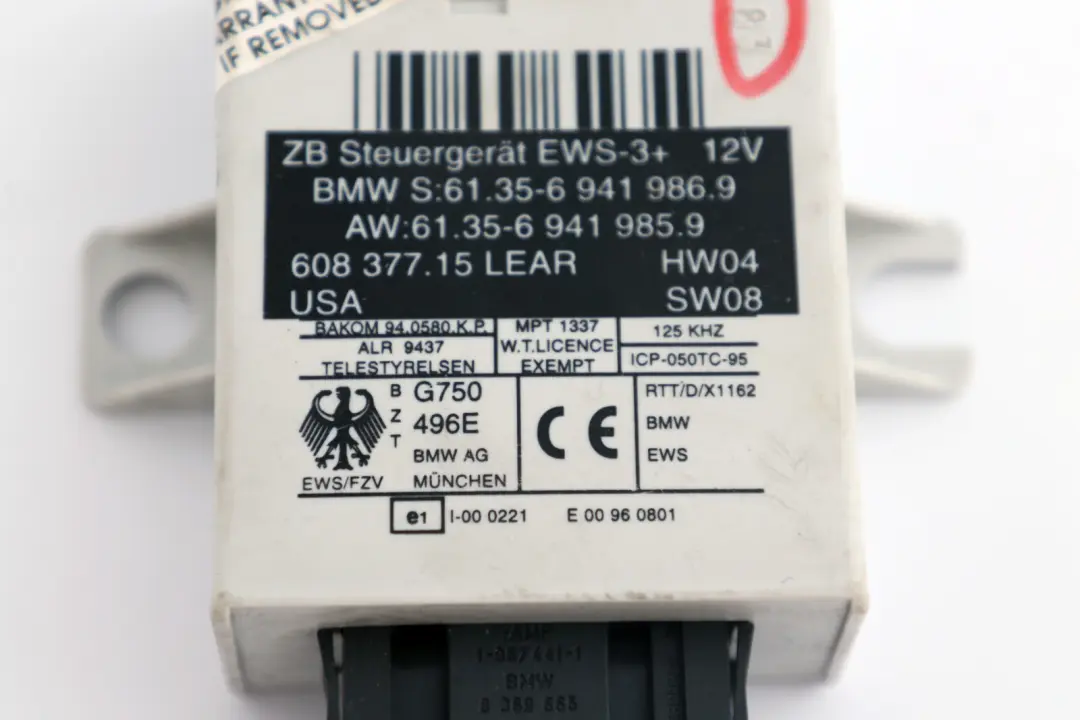 WARRANTY
IF REMOVED
ZB Steuergerät EWS-3+ 12V
BMW S:61.35-6 941 986.9
AW:61.35-6 941 985.9
608 377.15 LEAR HW04
USA SW08
BAKOM 94.0580.K.P.
ALR 9437
TELESTYRELSEN
MPT 1337
W.T.LICENCE
EXEMPT
125 KHZ
ICP-050TC-95
BZT
G750
496E
BMW AG
MÜNCHEN
EWS/FZV
CE
RTT/D/X1162
BMW
EWS
e1 I-00 0221 E 00 96 0801
AMP
BMW